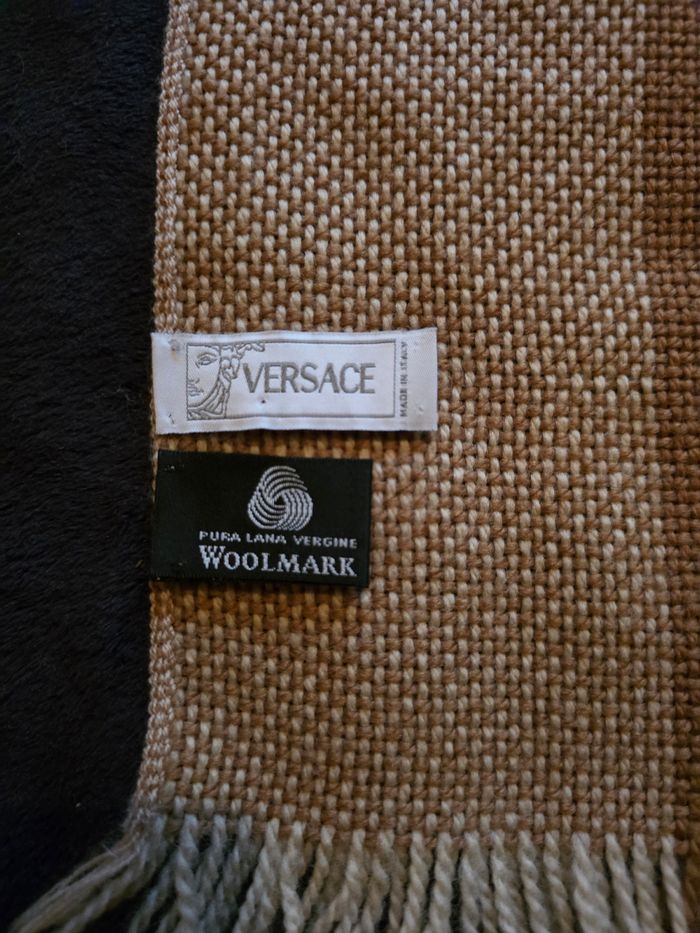 VERSACE
MADE IN ITALY
PURA LANA VERGINE
WOOLMARK